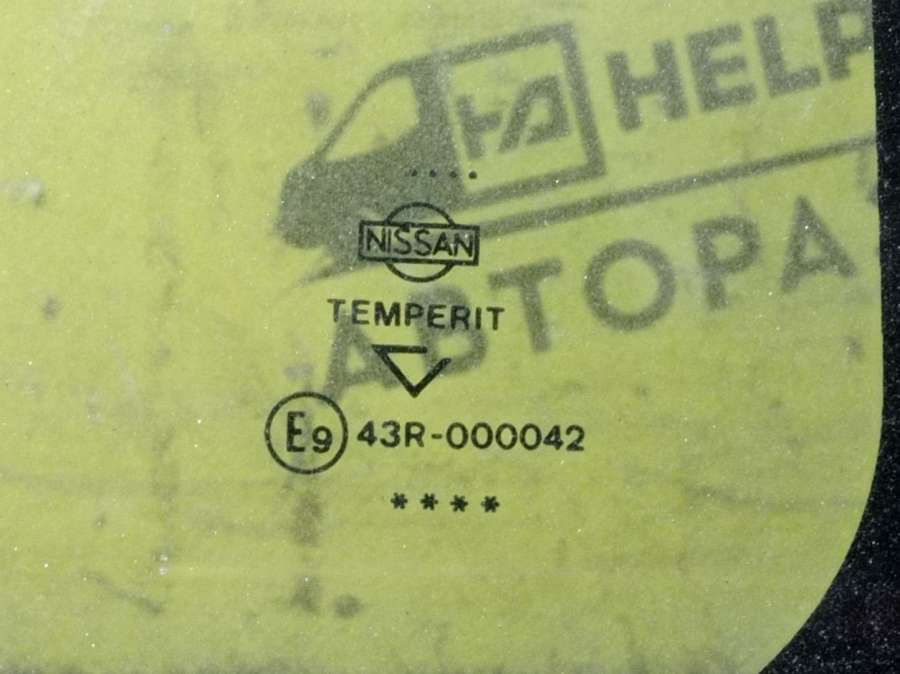 HELP
АВТОРА
NISSAN
TEMPERIT
E9 43R-000042
****